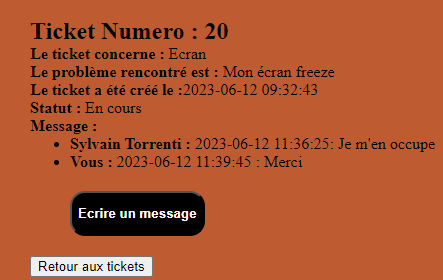 Ticket Numero : 20
Le ticket concerne : Ecran
Le problème rencontré est : Mon écran freeze
Le ticket a été créé le :2023-06-12 09:32:43
Statut : En cours
Message :
• Sylvain Torrenti : 2023-06-12 11:36:25: Je m'en occupe
• Vous : 2023-06-12 11:39:45 : Merci
Ecrire un message
Retour aux tickets